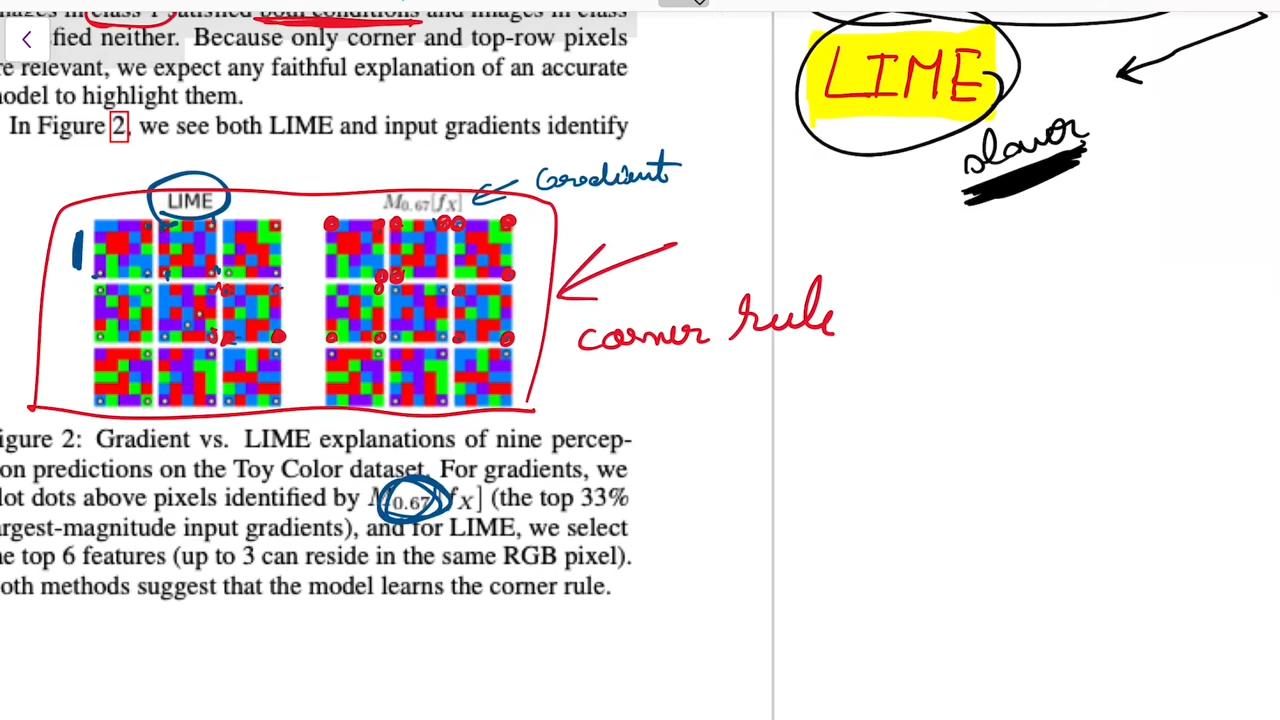 class 1 satisfied both conditions and images in class
fied neither. Because only corner and top-row pixels
re relevant, we expect any faithful explanation of an accurate
odel to highlight them.
In Figure 2, we see both LIME and input gradients identify
LIME
M0.67[fX]
Gradient
corner rule
igure 2: Gradient vs. LIME explanations of nine percep-
on predictions on the Toy Color dataset. For gradients, we
lot dots above pixels identified by M0.67[fX] (the top 33%
rgest-magnitude input gradients), and for LIME, we select
e top 6 features (up to 3 can reside in the same RGB pixel).
oth methods suggest that the model learns the corner rule.
LIME
slower